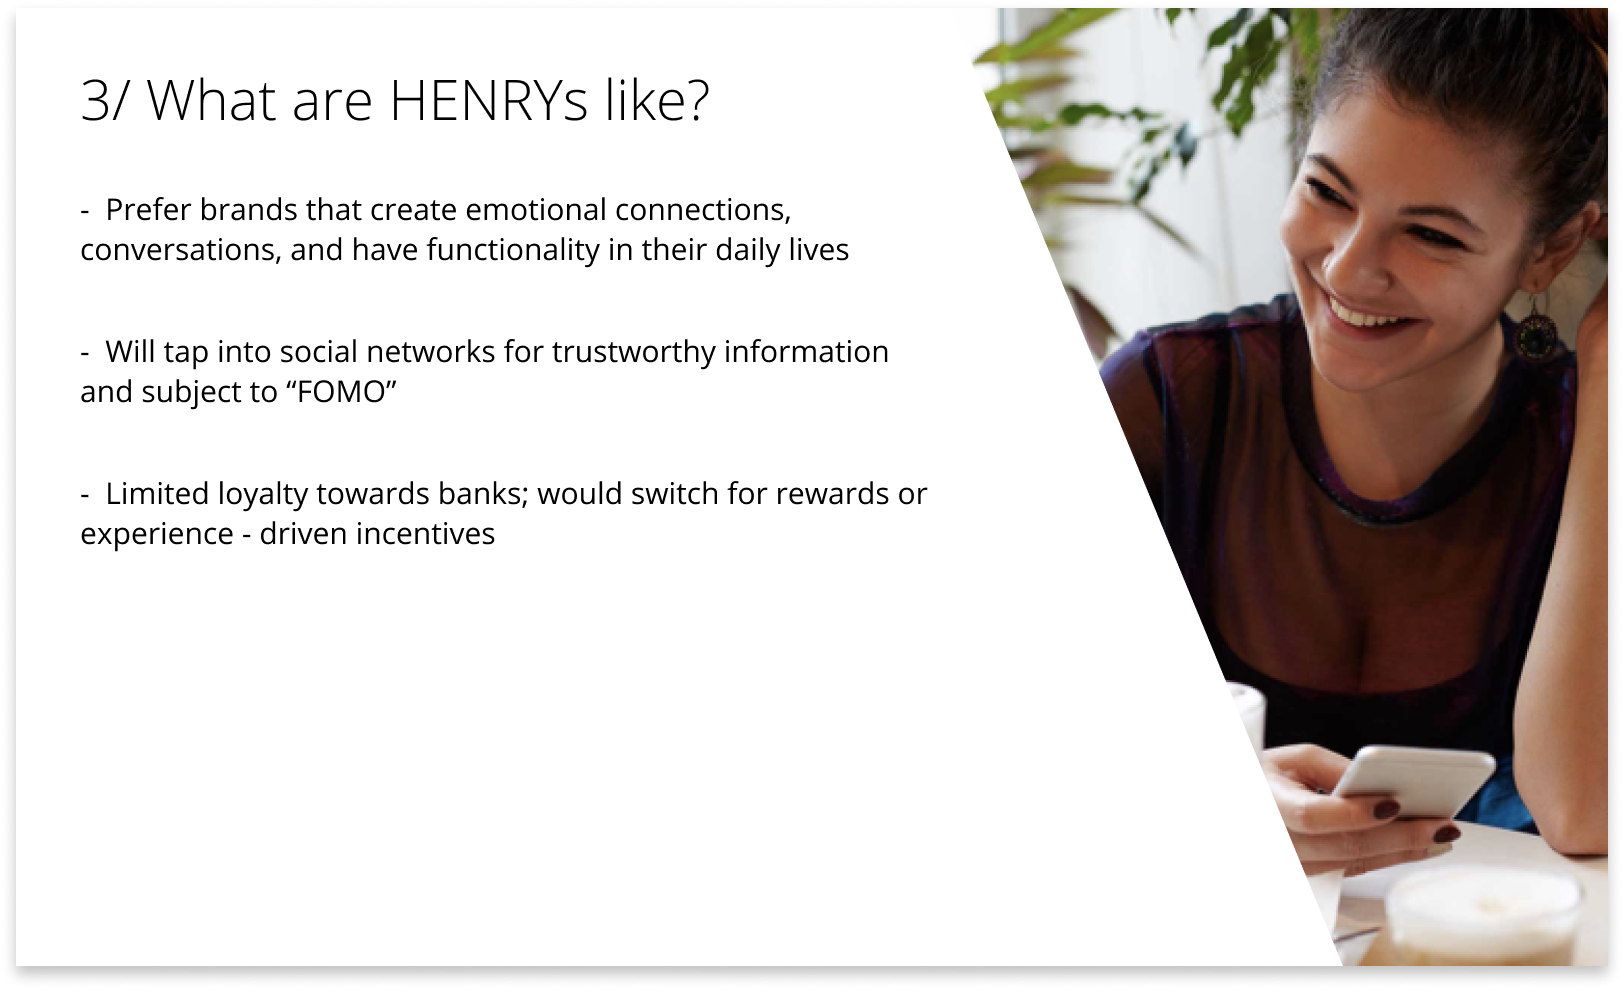 3/ What are HENRYs like?
- Prefer brands that create emotional connections,
conversations, and have functionality in their daily lives
- Will tap into social networks for trustworthy information
and subject to “FOMO”
- Limited loyalty towards banks; would switch for rewards or
experience - driven incentives